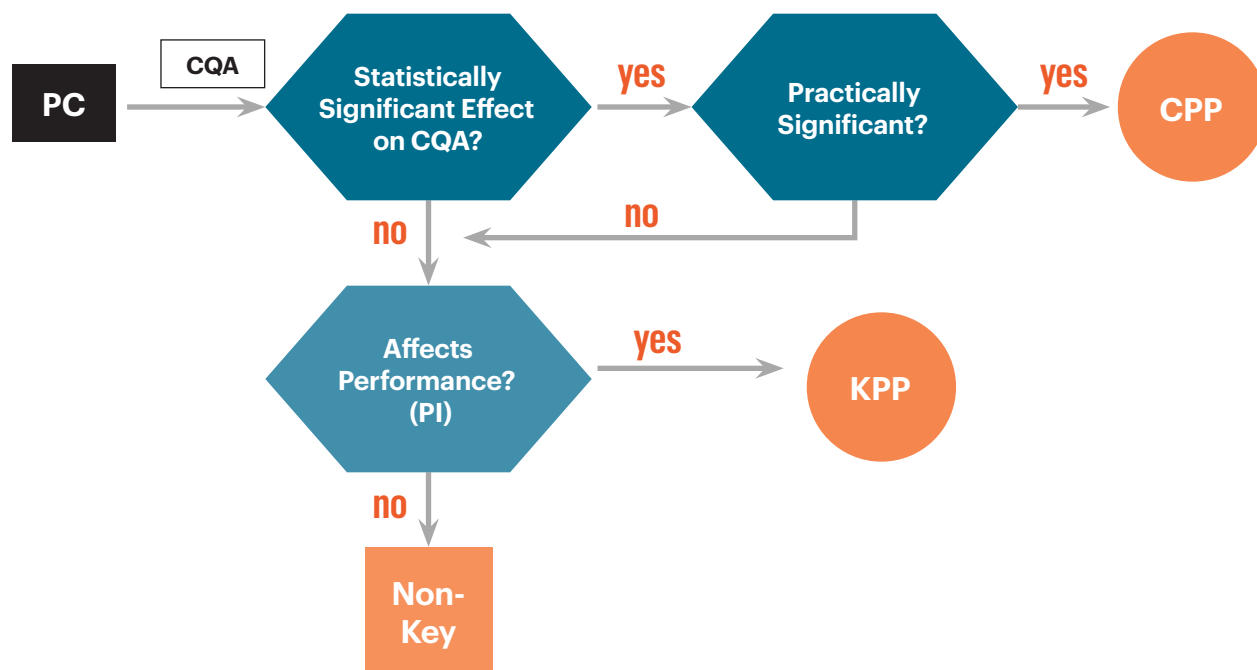 PC
CQA
Statistically
Significant Effect
on CQA?
yes
Practically
Significant?
yes
CPP
no
no
Affects
Performance?
(PI)
yes
KPP
no
Non-
Key